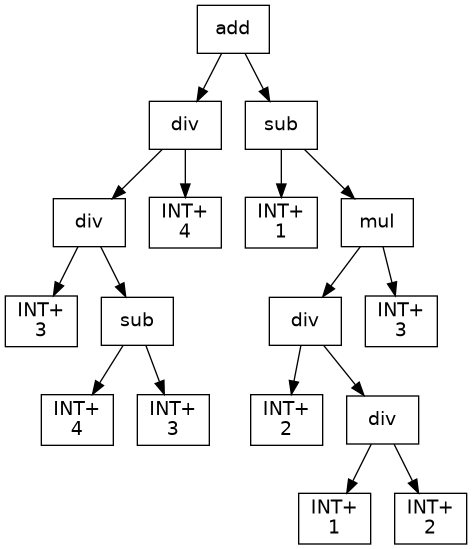 add
div
sub
div
INT+
4
INT+
1
mul
INT+
3
sub
div
INT+
3
INT+
4
INT+
3
INT+
2
div
INT+
1
INT+
2